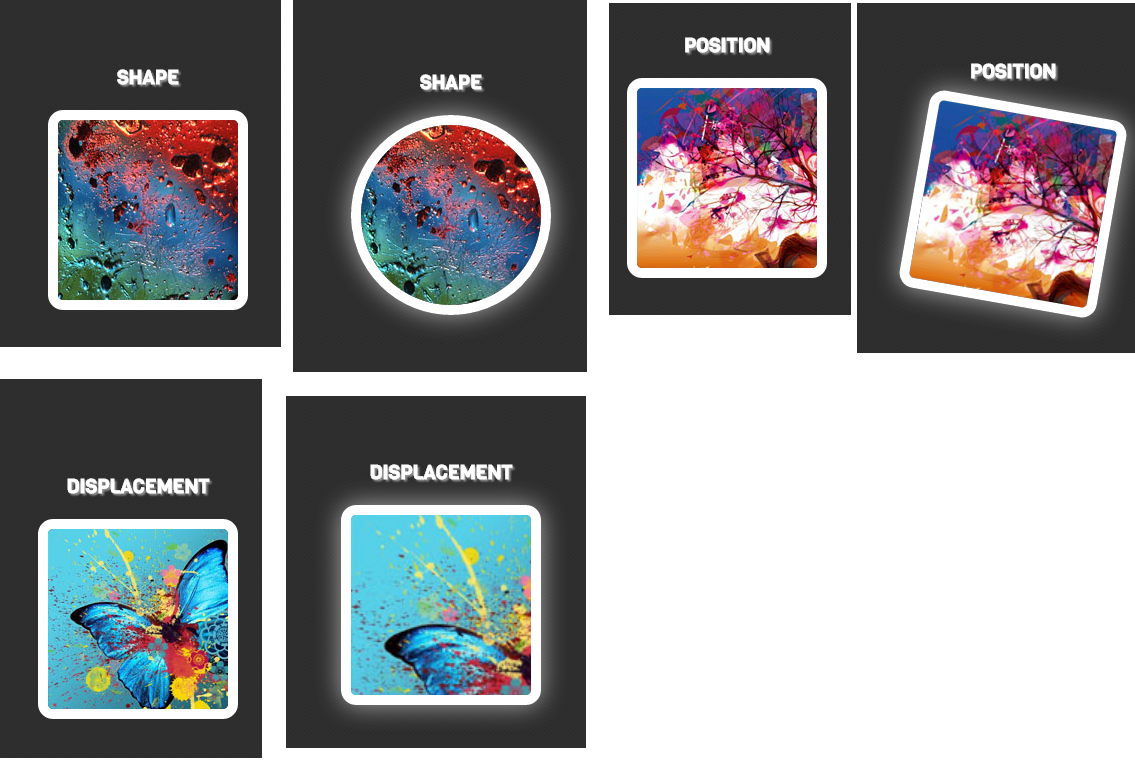 SHAPE
SHAPE
POSITION
POSITION
DISPLACEMENT
DISPLACEMENT